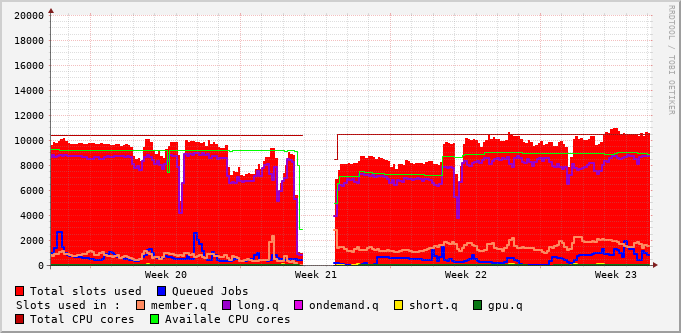 20000
18000
16000
14000
12000
10000
8000
6000
4000
2000
0
Week 20 Week 21 Week 22 Week 23
RRDTOOL / TOBI OETIKER
Total slots used Queued Jobs
Slots used in : member.q long.q ondemand.q short.q gpu.q
Total CPU cores Availale CPU cores